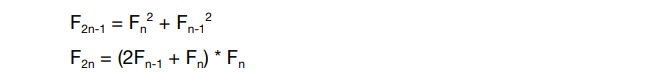 F₂ₙ₋₁ = Fₙ² + Fₙ₋₁²
F₂ₙ = (2Fₙ₋₁ + Fₙ) * Fₙ